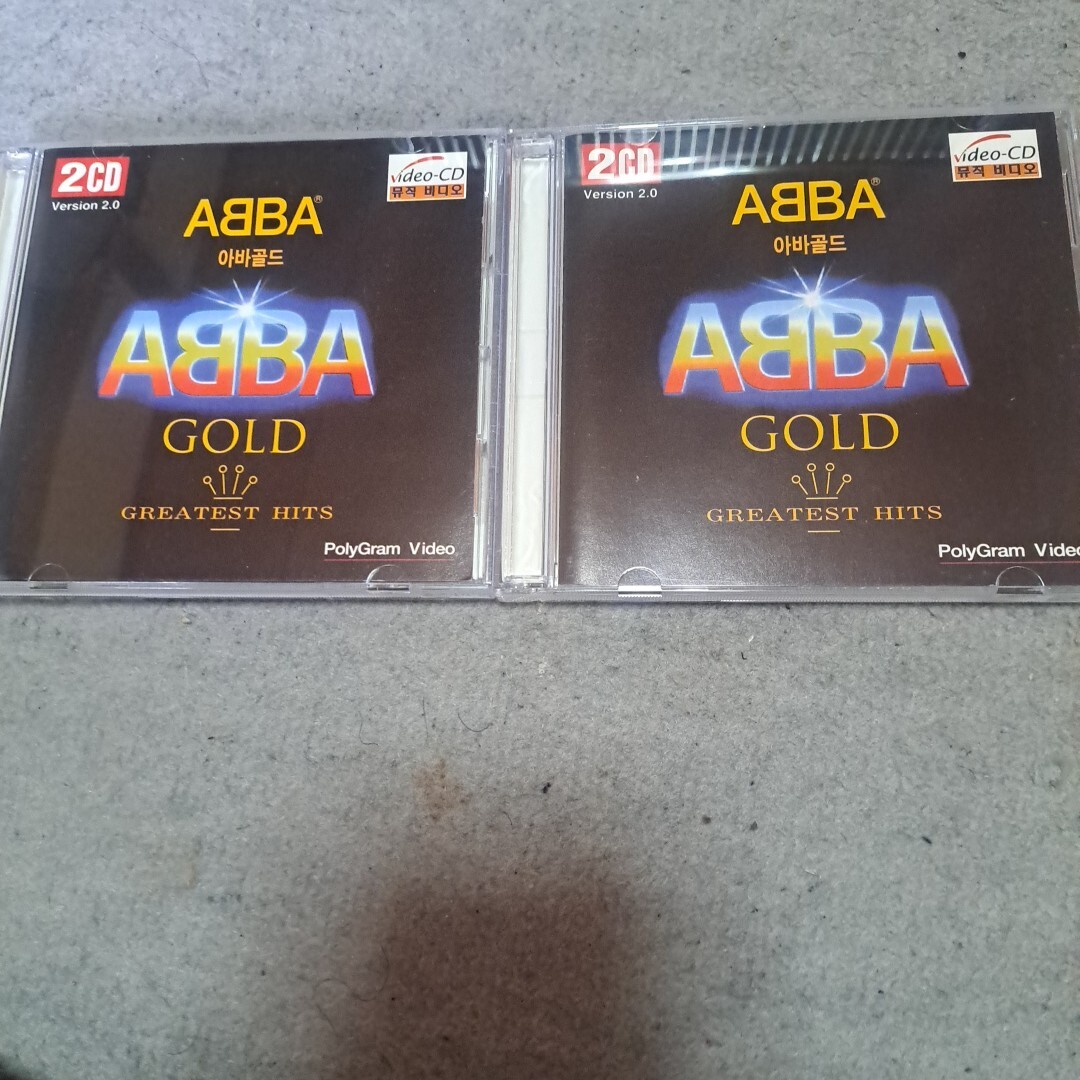 2CD
Version 2.0
Video-CD
뮤직 비디오
ABBA®
아바골드
ABBA
GOLD
GREATEST HITS
PolyGram Video
2CD
Version 2.0
Video-CD
뮤직 비디오
ABBA®
아바골드
ABBA
GOLD
GREATEST HITS
PolyGram Video